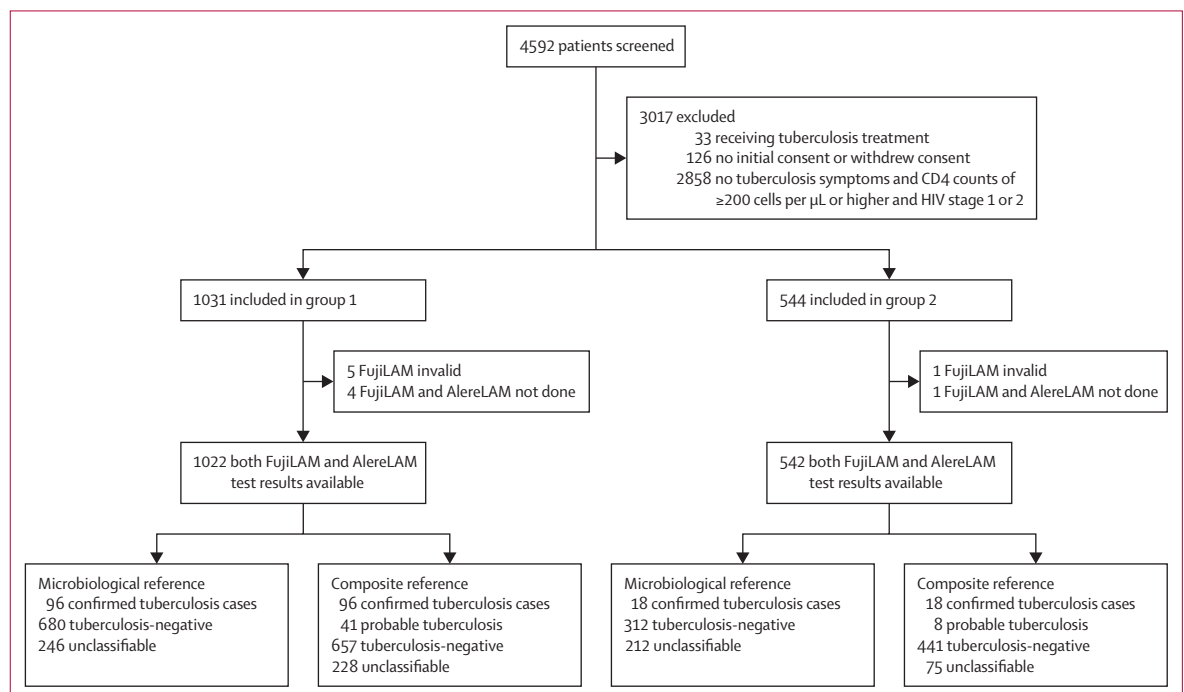 4592 patients screened
3017 excluded
33 receiving tuberculosis treatment
126 no initial consent or withdrew consent
2858 no tuberculosis symptoms and CD4 counts of
≥200 cells per µL or higher and HIV stage 1 or 2
1031 included in group 1
544 included in group 2
5 FujiLAM invalid
4 FujiLAM and AlereLAM not done
1 FujiLAM invalid
1 FujiLAM and AlereLAM not done
1022 both FujiLAM and AlereLAM
test results available
542 both FujiLAM and AlereLAM
test results available
Microbiological reference
96 confirmed tuberculosis cases
680 tuberculosis-negative
246 unclassifiable
Composite reference
96 confirmed tuberculosis cases
41 probable tuberculosis
657 tuberculosis-negative
228 unclassifiable
Microbiological reference
18 confirmed tuberculosis cases
312 tuberculosis-negative
212 unclassifiable
Composite reference
18 confirmed tuberculosis cases
8 probable tuberculosis
441 tuberculosis-negative
75 unclassifiable